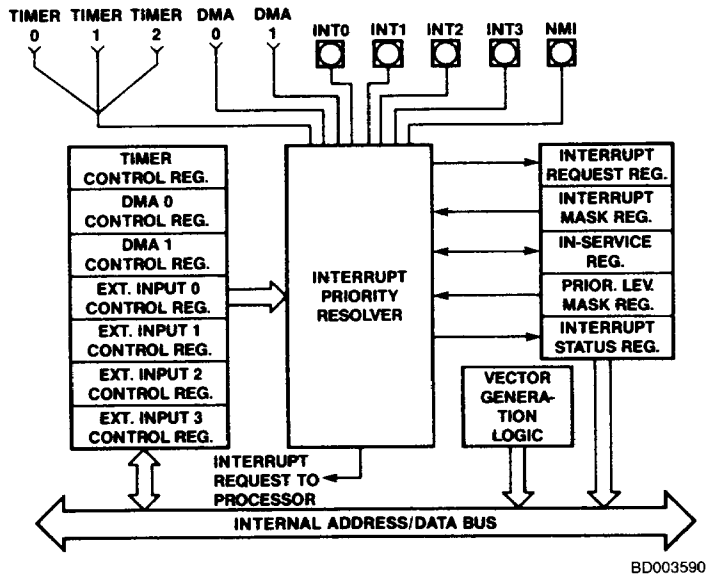 TIMER TIMER TIMER DMA DMA
0 1 2 0 1
INT0 INT1 INT2 INT3 NMI
TIMER
CONTROL REG.
DMA 0
CONTROL REG.
DMA 1
CONTROL REG.
EXT. INPUT 0
CONTROL REG.
EXT. INPUT 1
CONTROL REG.
EXT. INPUT 2
CONTROL REG.
EXT. INPUT 3
CONTROL REG.
INTERRUPT
PRIORITY
RESOLVER
INTERRUPT
REQUEST REG.
INTERRUPT
MASK REG.
IN-SERVICE
REG.
PRIOR. LEV.
MASK REG.
INTERRUPT
STATUS REG.
VECTOR
GENERA-
TION
LOGIC
INTERRUPT
REQUEST TO
PROCESSOR
INTERNAL ADDRESS/DATA BUS
BD003590